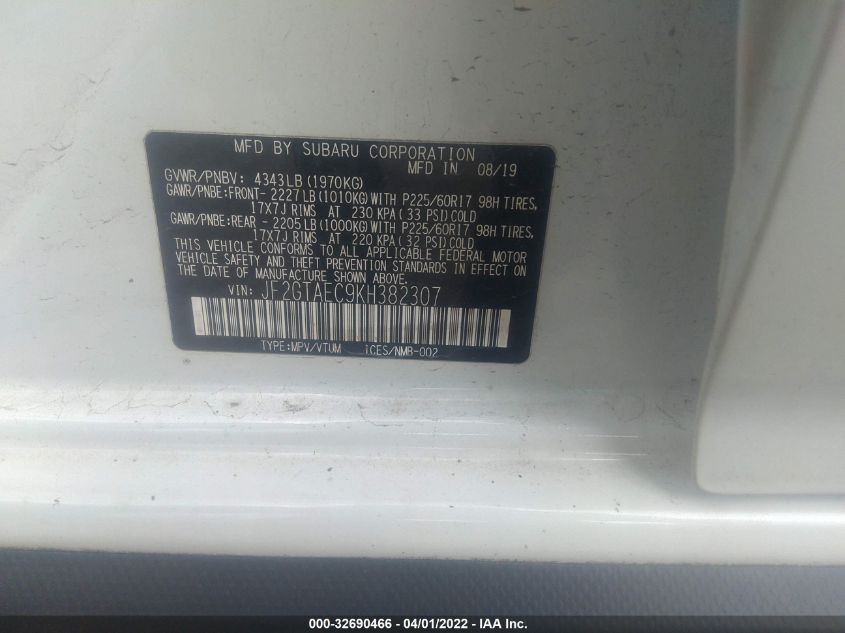 MFD BY SUBARU CORPORATION
MFD IN 08/19
GVWR/PNBV: 4343LB(1970KG)
GAWR/PNBE:FRONT- 2227LB(1010KG)WITH P225/60R17 98H TIRES,
17X7J RIMS AT 230 KPA(33 PSI)COLD
GAWR/PNBE:REAR - 2205LB(1000KG)WITH P225/60R17 98H TIRES,
17X7J RIMS AT 220 KPA(32 PSI)COLD
THIS VEHICLE CONFORMS TO ALL APPLICABLE FEDERAL MOTOR
VEHICLE SAFETY AND THEFT PREVENTION STANDARDS IN EFFECT ON
THE DATE OF MANUFACTURE SHOWN ABOVE.
VIN: JF2GTAEC9KH382307
TYPE:MPV/VTUM ICES/NMB-002
000-32690466 - 04/01/2022 - IAA Inc.